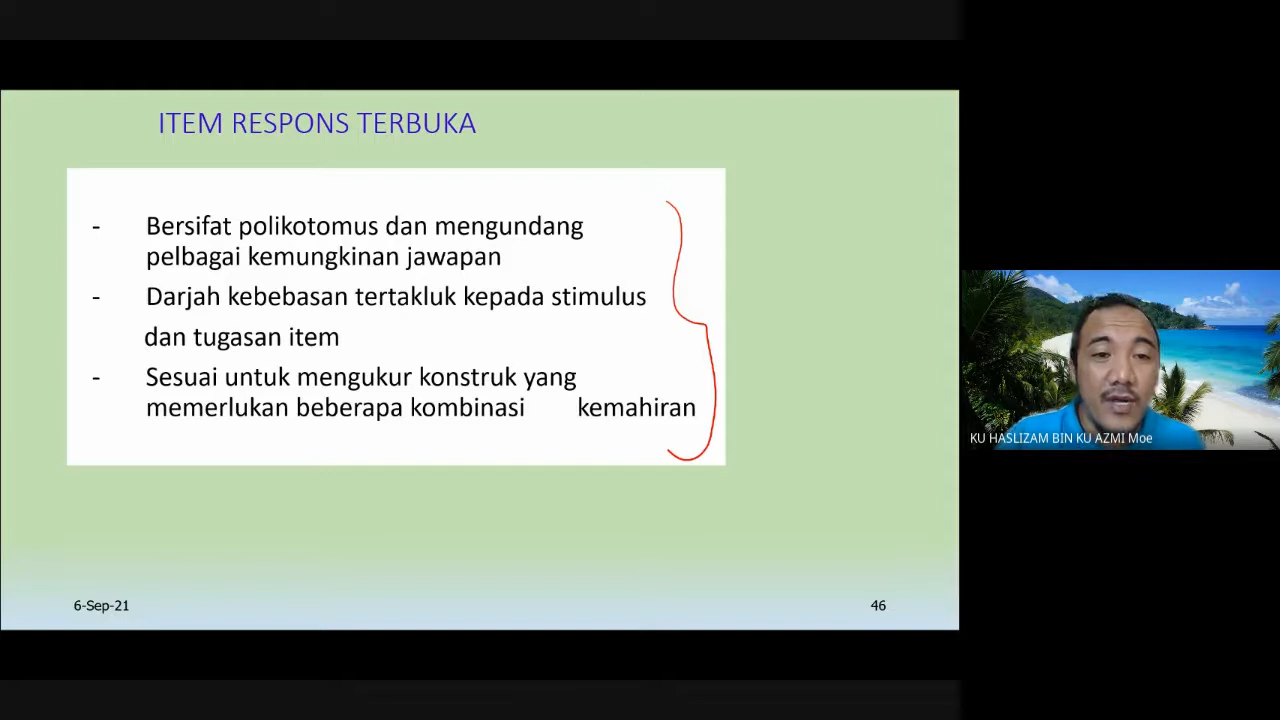 ITEM RESPONS TERBUKA
- Bersifat polikotomus dan mengundang
pelbagai kemungkinan jawapan
- Darjah kebebasan tertakluk kepada stimulus
dan tugasan item
- Sesuai untuk mengukur konstruk yang
memerlukan beberapa kombinasi kemahiran
6-Sep-21
46
KU HASLIZAM BIN KU AZMI Moe